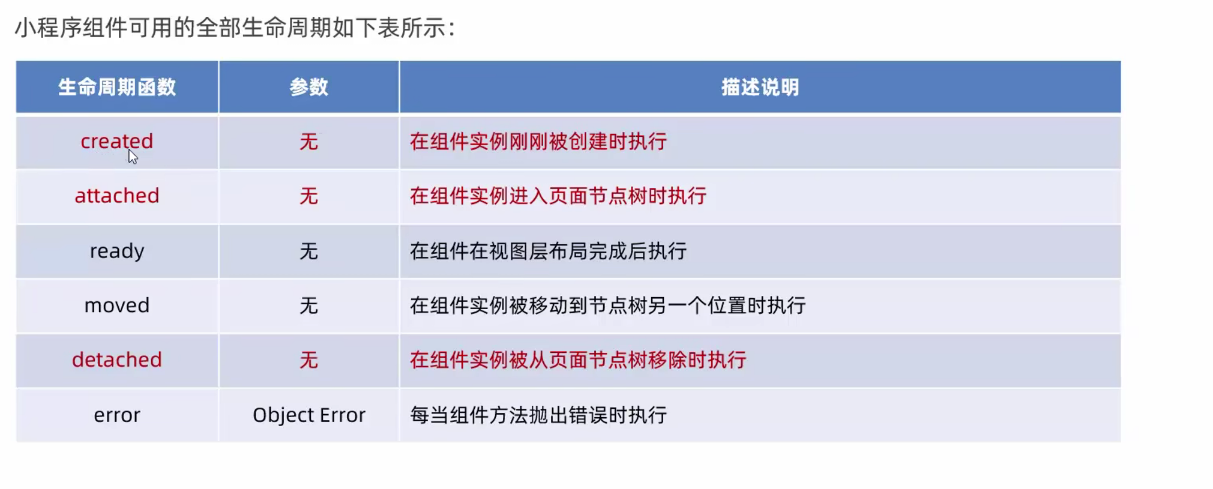 小程序组件可用的全部生命周期如下表所示：
生命周期函数 参数 描述说明
created 无 在组件实例刚刚被创建时执行
attached 无 在组件实例进入页面节点树时执行
ready 无 在组件在视图层布局完成后执行
moved 无 在组件实例被移动到节点树另一个位置时执行
detached 无 在组件实例被从页面节点树移除时执行
error Object Error 每当组件方法抛出错误时执行